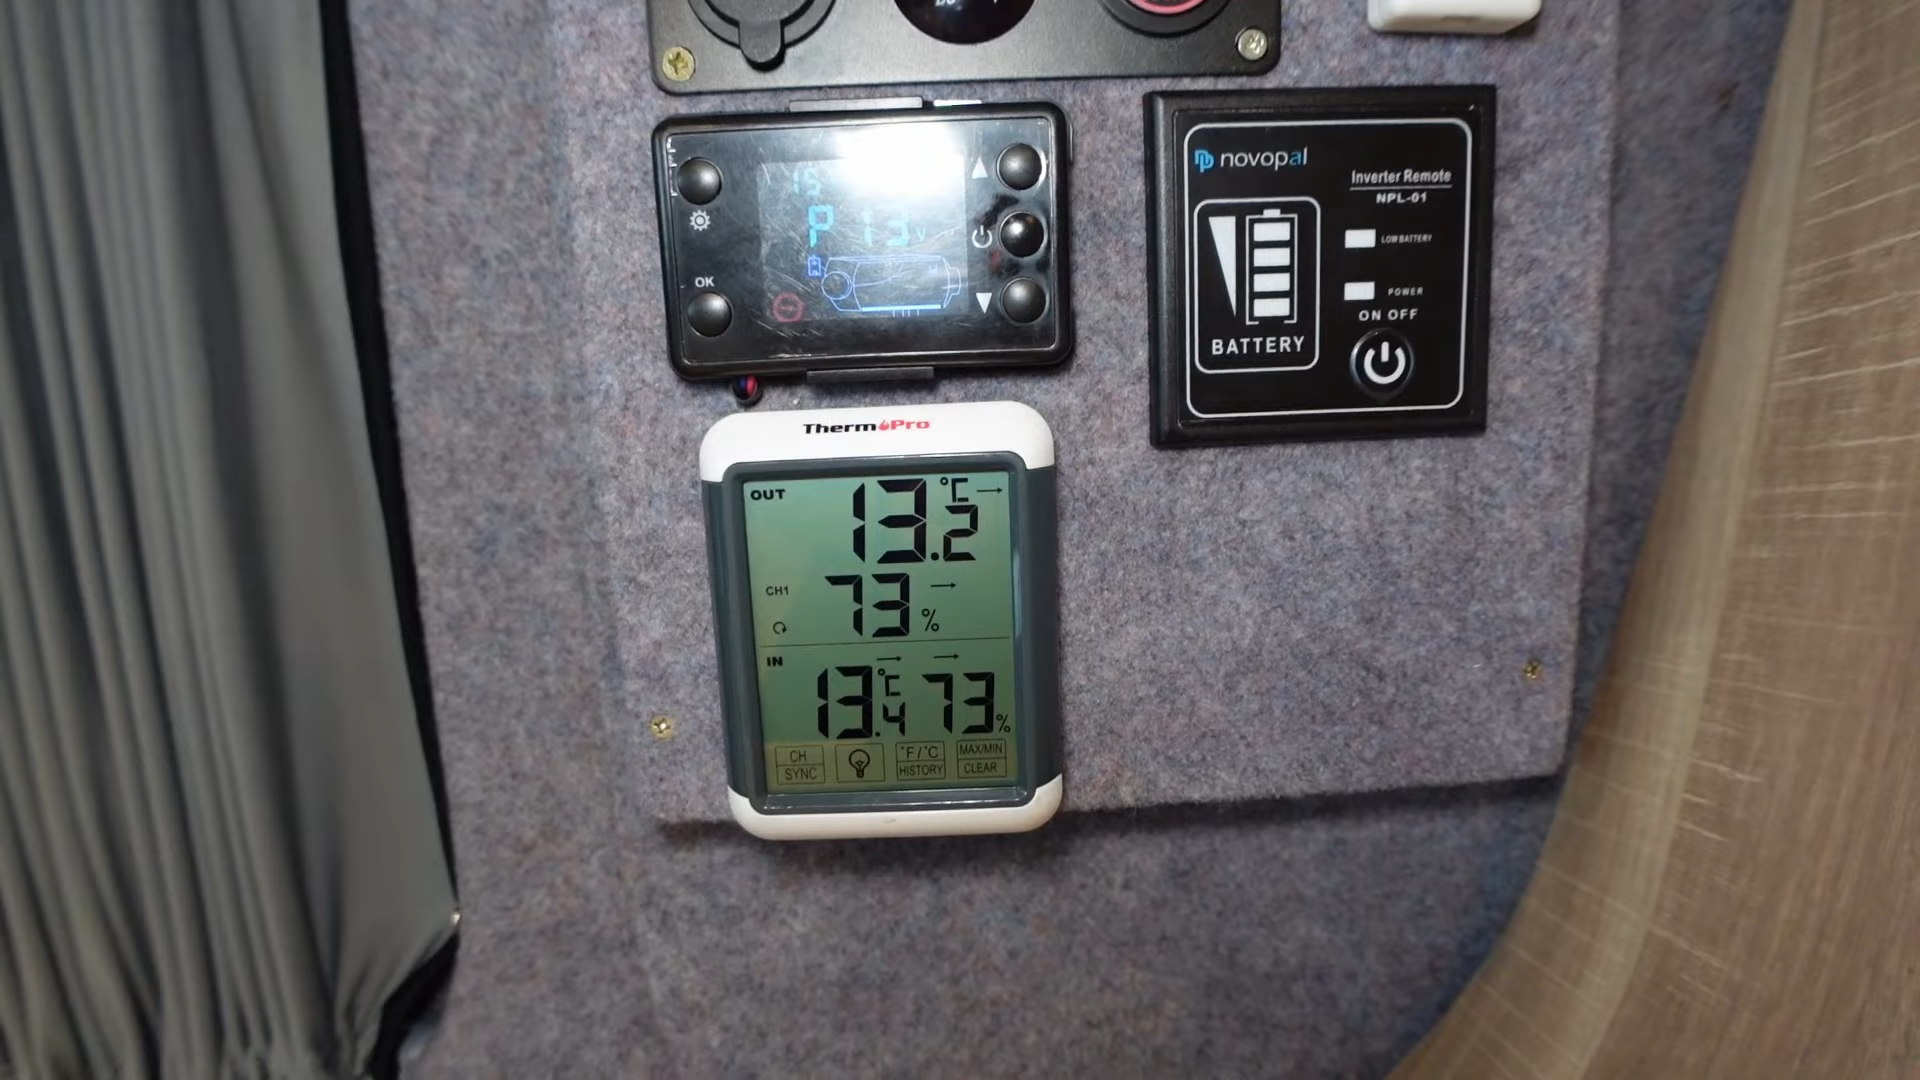 15
P 13 v
OK
novopal
Inverter Remote
NPL-01
LOW BATTERY
POWER
ON OFF
BATTERY
ThermoPro
OUT
13.2 °C →
CH1
73 % →
IN
13.4 °C → 73 % →
CH
SYNC
°F/°C
HISTORY
MAX/MIN
CLEAR